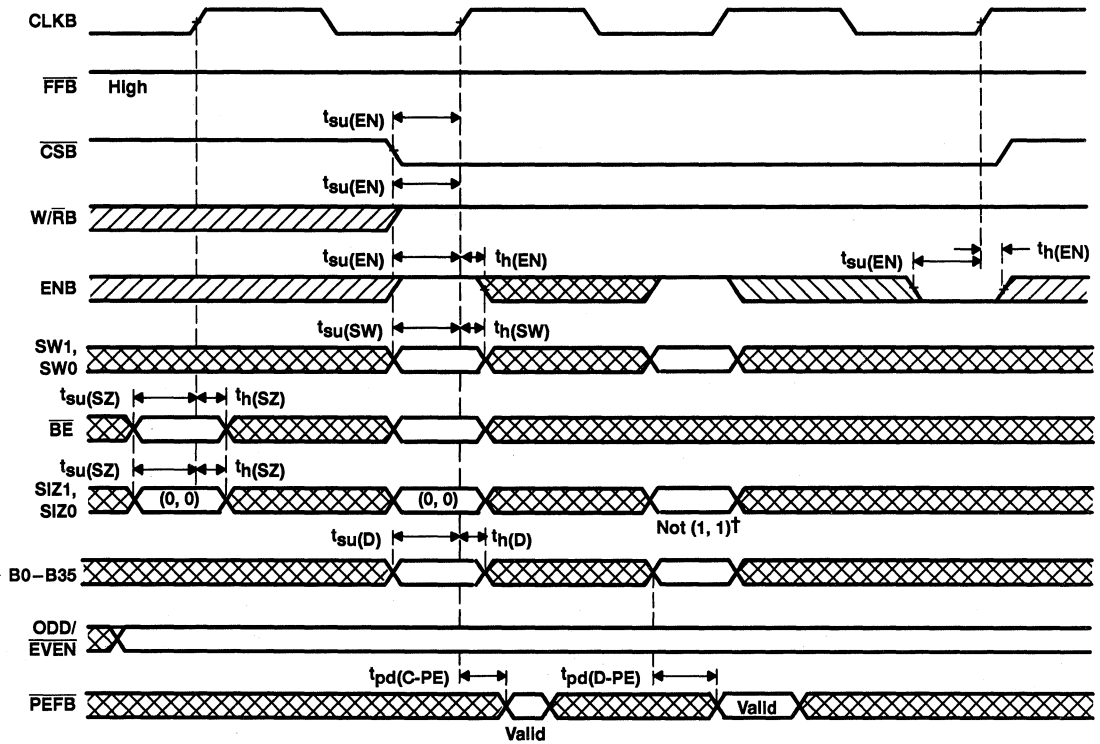 CLKB
FFB High
tsu(EN)
CSB
tsu(EN)
W/RB
tsu(EN) th(EN) tsu(EN) th(EN)
ENB
tsu(SW) th(SW)
SW1,
SW0
tsu(SZ) th(SZ)
BE
tsu(SZ) th(SZ)
SIZ1,
SIZ0
(0, 0) (0, 0)
Not (1, 1)†
tsu(D) th(D)
B0–B35
ODD/
EVEN
tpd(C-PE) tpd(D-PE)
PEFB
Valid
Valid